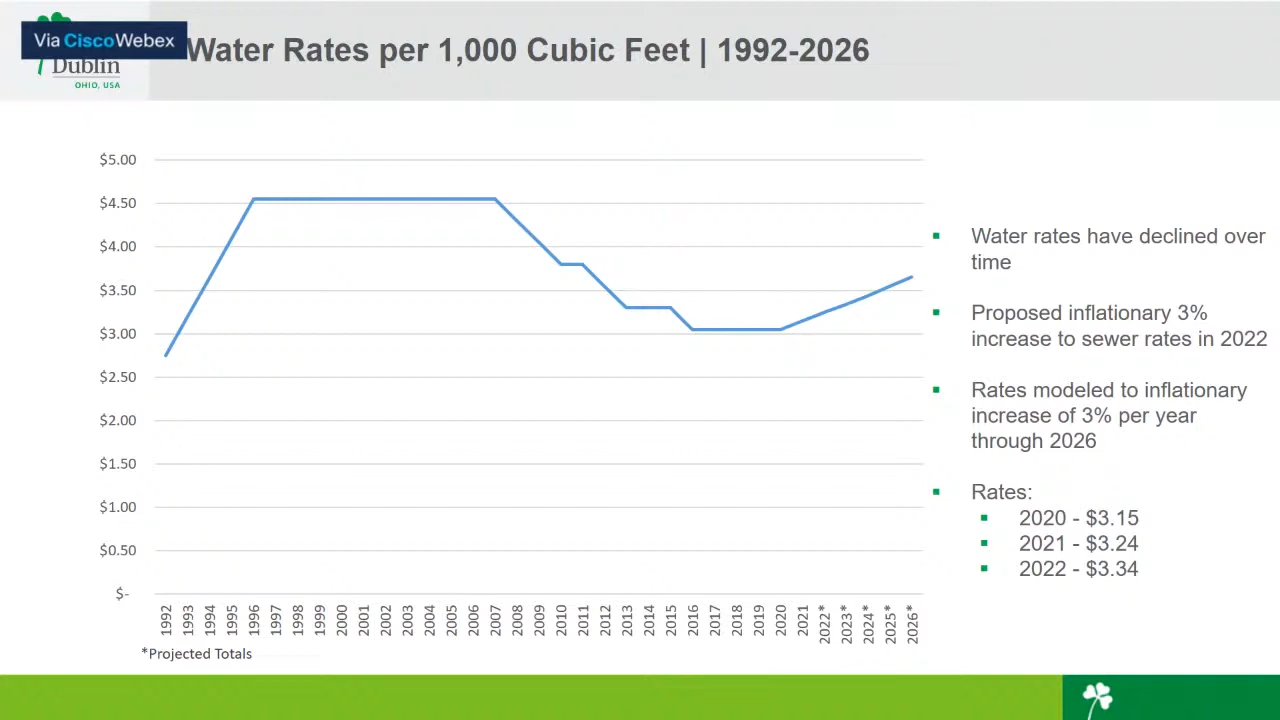 Via CiscoWebex
Dublin
OHIO, USA
Water Rates per 1,000 Cubic Feet | 1992-2026
$5.00
$4.50
$4.00
$3.50
$3.00
$2.50
$2.00
$1.50
$1.00
$0.50
$-
1992
1993
1994
1995
1996
1997
1998
1999
2000
2001
2002
2003
2004
2005
2006
2007
2008
2009
2010
2011
2012
2013
2014
2015
2016
2017
2018
2019
2020
2021
2022*
2023*
2024*
2025*
2026*
*Projected Totals
Water rates have declined over
time
Proposed inflationary 3%
increase to sewer rates in 2022
Rates modeled to inflationary
increase of 3% per year
through 2026
Rates:
2020 - $3.15
2021 - $3.24
2022 - $3.34